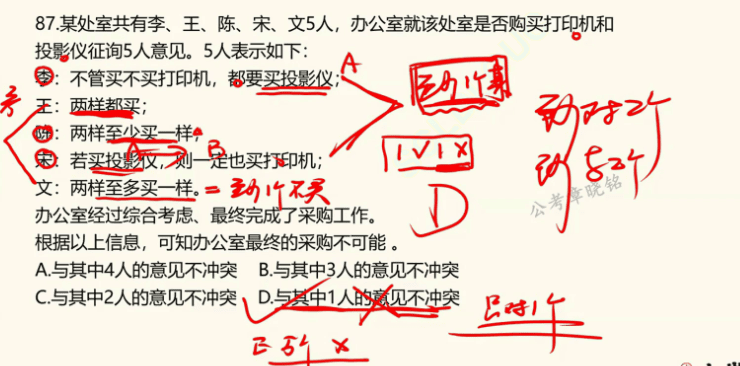 87.某处室共有李、王、陈、宋、文5人，办公室就该处室是否购买打印机和
投影仪征询5人意见。5人表示如下：
李：不管买不买打印机，都要买投影仪；
A
王：两样都买；
陈：两样至少买一样；
A B
宋：若买投影仪，则一定也买打印机；
文：两样至多买一样。
办公室经过综合考虑、最终完成了采购工作。
根据以上信息，可知办公室最终的采购不可能 。
A.与其中4人的意见不冲突 B.与其中3人的意见不冲突
C.与其中2人的意见不冲突 D.与其中1人的意见不冲突
1√1×
D
公考章晓铭